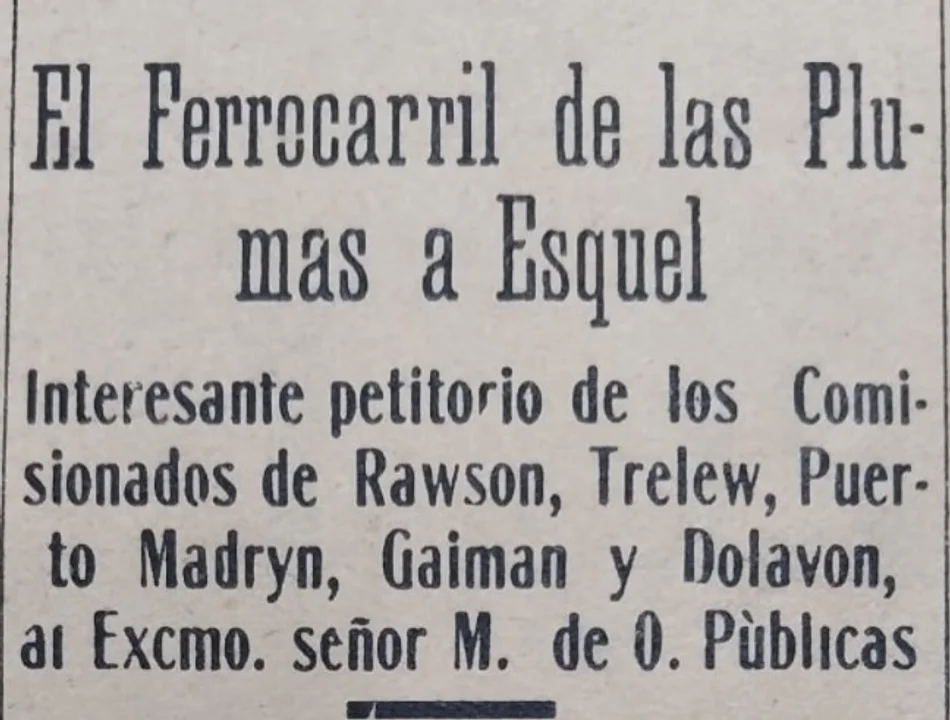 El Ferrocarril de las Plu-
mas a Esquel
Interesante petitorio de los Comi-
sionados de Rawson, Trelew, Puer-
to Madryn, Gaiman y Dolavon,
al Excmo. señor M. de O. Pùblicas